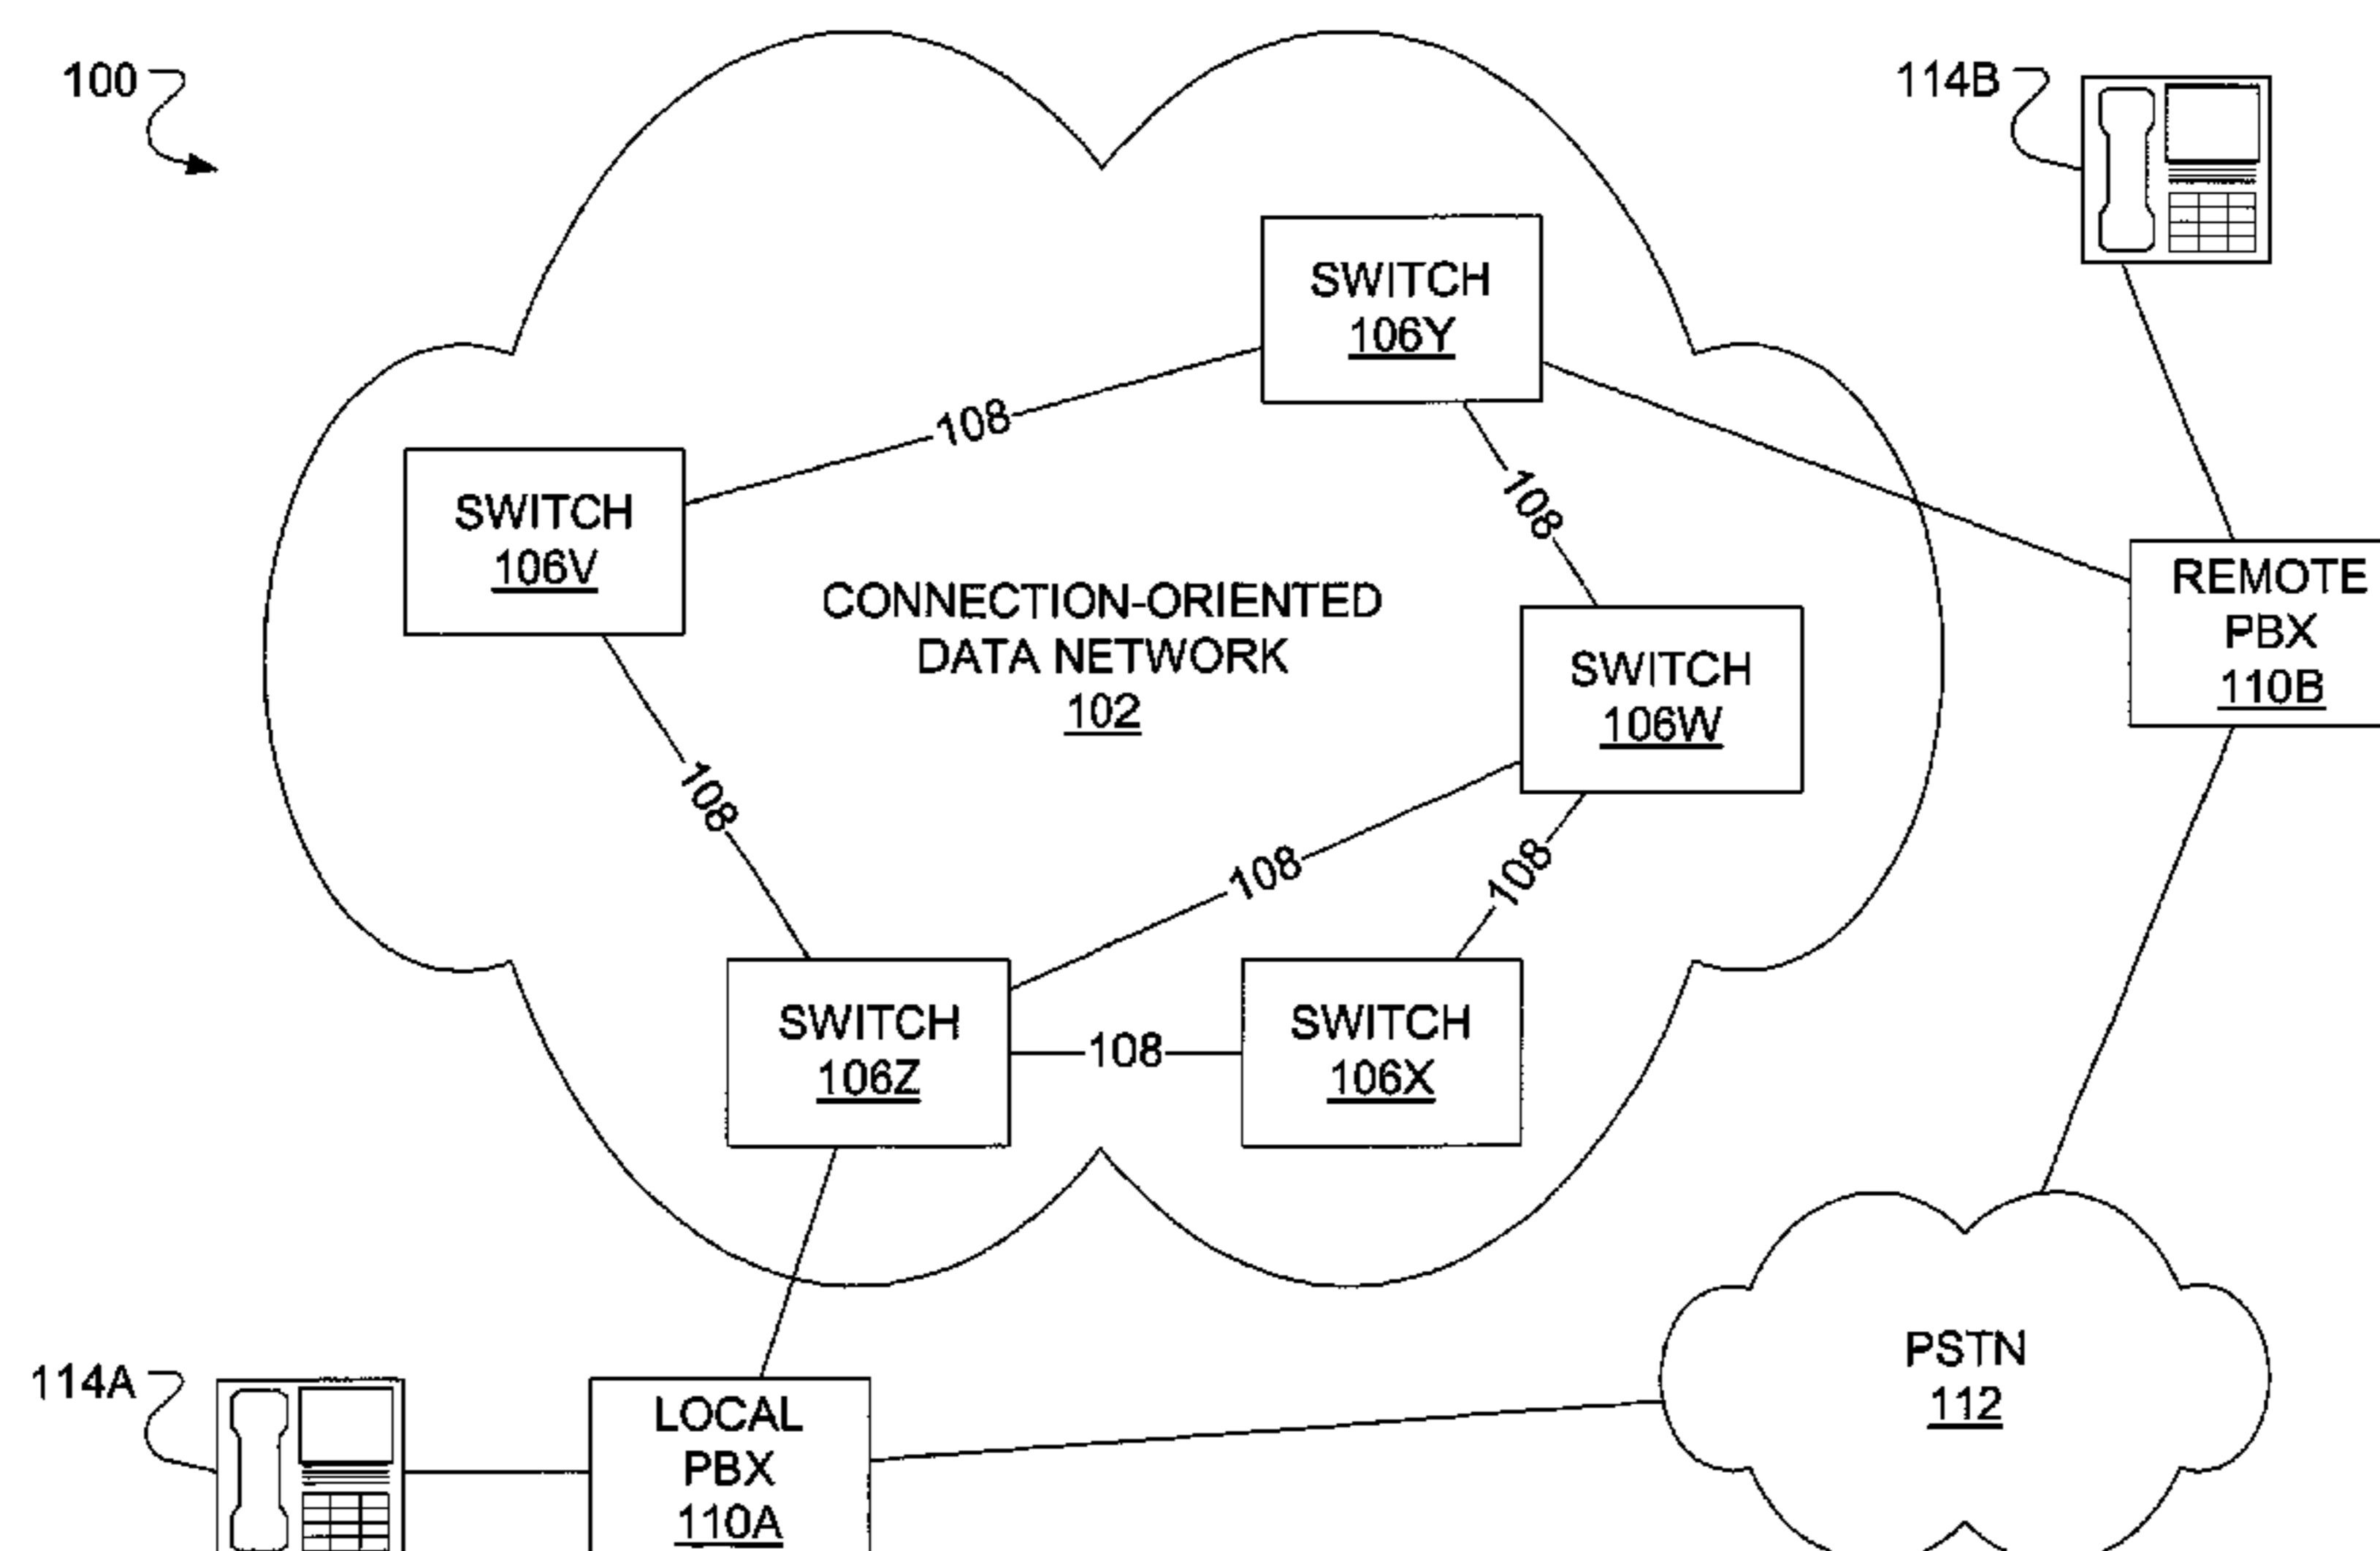 100
114B
SWITCH
106Y
108
SWITCH
106V
108
REMOTE
PBX
110B
CONNECTION-ORIENTED
DATA NETWORK
102
SWITCH
106W
108
108
108
SWITCH
106Z
108
SWITCH
106X
114A
LOCAL
PBX
110A
PSTN
112